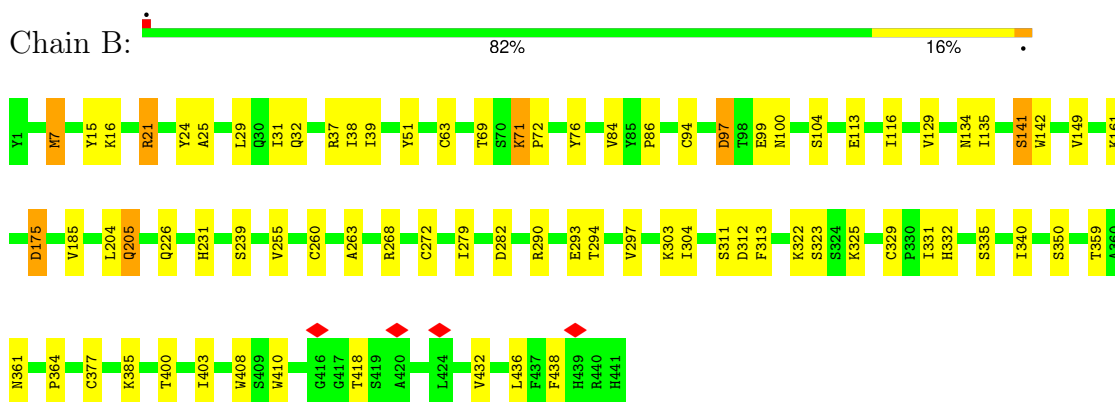 Chain B:
82% 16%
Y1 M7 Y15 K16 R21 Y24 A25 L29 Q30 I31 Q32 R37 I38 I39 Y51 C63 T69 S70 K71 P72 Y76 V84 Y85 P86 C94 D97 T98 E99 N100 S104 E113 I116 V129 N134 I135 S141 W142 V149 K161
D175 V185 L204 Q205 Q226 H231 S239 V255 C260 A263 R268 C272 I279 D282 R290 E293 T294 V297 K303 I304 S311 D312 F313 K322 S323 S324 K325 C329 P330 I331 H332 S335 I340 S350 T359 A360
N361 P364 C377 K385 T400 I403 W408 S409 W410 G416 G417 T418 S419 A420 L424 V432 L436 F437 F438 H439 R440 H441